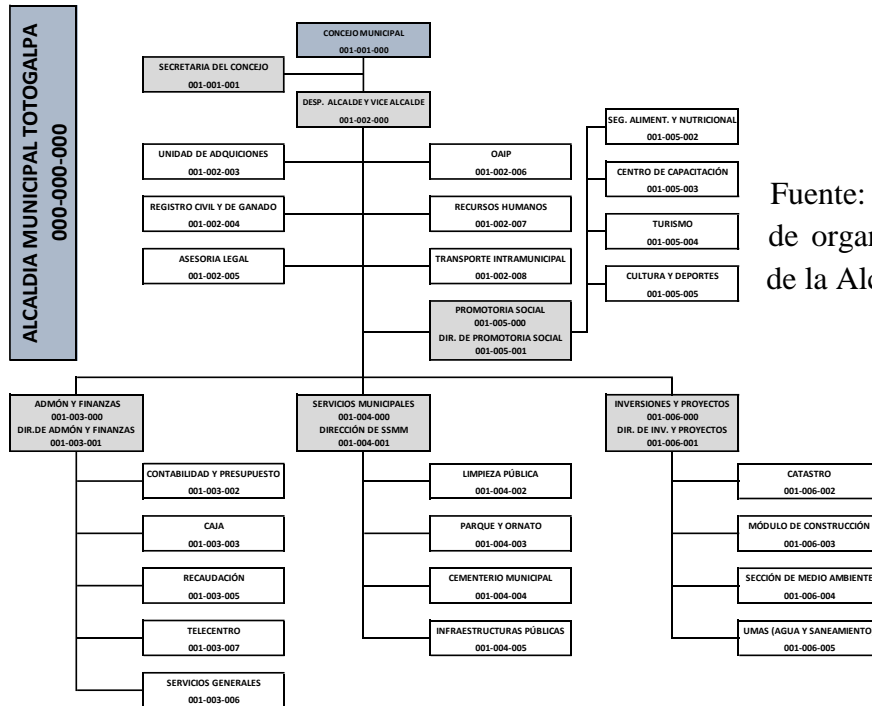 ALCALDIA MUNICIPAL TOTOGALPA
000-000-000
CONCEJO MUNICIPAL
001-001-000
SECRETARIA DEL CONCEJO
001-001-001
DESP. ALCALDE Y VICE ALCALDE
001-002-000
UNIDAD DE ADQUICIONES
001-002-003
OAIP
001-002-006
REGISTRO CIVIL Y DE GANADO
001-002-004
RECURSOS HUMANOS
001-002-007
ASESORIA LEGAL
001-002-005
TRANSPORTE INTRAMUNICIPAL
001-002-008
SEG. ALIMENT. Y NUTRICIONAL
001-005-002
CENTRO DE CAPACITACIÓN
001-005-003
TURISMO
001-005-004
CULTURA Y DEPORTES
001-005-005
PROMOTORIA SOCIAL
001-005-000
DIR. DE PROMOTORIA SOCIAL
001-005-001
Fuente:
de organ
de la Alc
ADMÓN Y FINANZAS
001-003-000
DIR.DE ADMÓN Y FINANZAS
001-003-001
CONTABILIDAD Y PRESUPUESTO
001-003-002
CAJA
001-003-003
RECAUDACIÓN
001-003-005
TELECENTRO
001-003-007
SERVICIOS GENERALES
001-003-006
SERVICIOS MUNICIPALES
001-004-000
DIRECCIÓN DE SSMM
001-004-001
LIMPIEZA PÚBLICA
001-004-002
PARQUE Y ORNATO
001-004-003
CEMENTERIO MUNICIPAL
001-004-004
INFRAESTRUCTURAS PÚBLICAS
001-004-005
INVERSIONES Y PROYECTOS
001-006-000
DIR. DE INV. Y PROYECTOS
001-006-001
CATASTRO
001-006-002
MÓDULO DE CONSTRUCCIÓN
001-006-003
SECCIÓN DE MEDIO AMBIENTE
001-006-004
UMAS (AGUA Y SANEAMIENTO
001-006-005